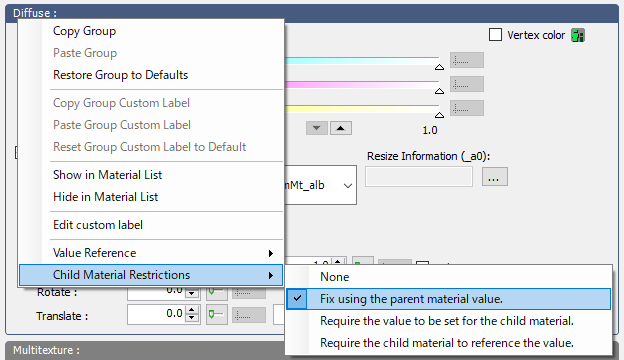 Diffuse :
Copy Group
Paste Group
Restore Group to Defaults
Copy Group Custom Label
Paste Group Custom Label
Reset Group Custom Label to Default
Show in Material List
Hide in Material List
Edit custom label
Value Reference
Child Material Restrictions
Vertex color
1.0
Resize Information (_a0):
mMt_alb
...
None
Fix using the parent material value.
Require the value to be set for the child material.
Require the child material to reference the value.
Rotate :
0.0
Translate :
0.0
Multitexture :